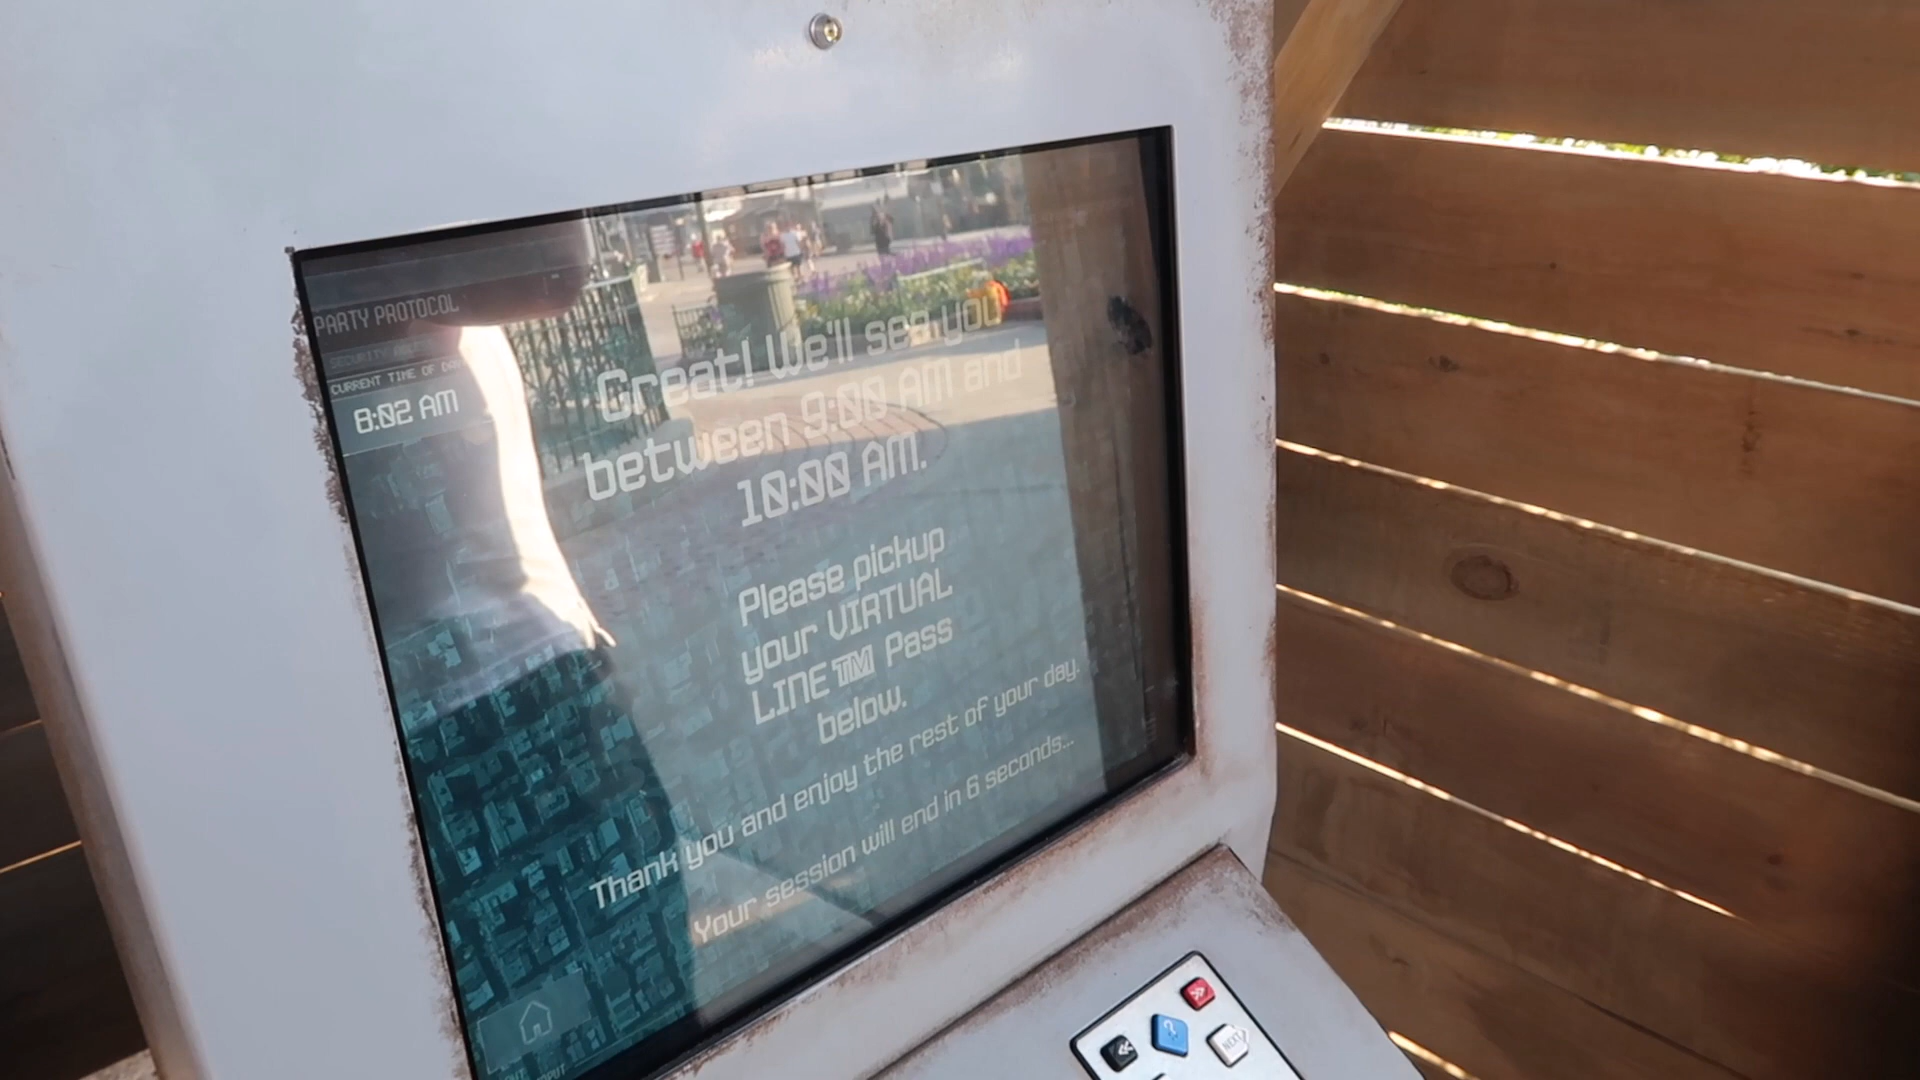 PARTY PROTOCOL
CURRENT TIME OF DAY
8:02 AM
Great! We'll see you
between 9:00 AM and
10:00 AM.
Please pickup
your VIRTUAL
LINE TM Pass
below.
Thank you and enjoy the rest of your day.
Your session will end in 6 seconds...
NEXT